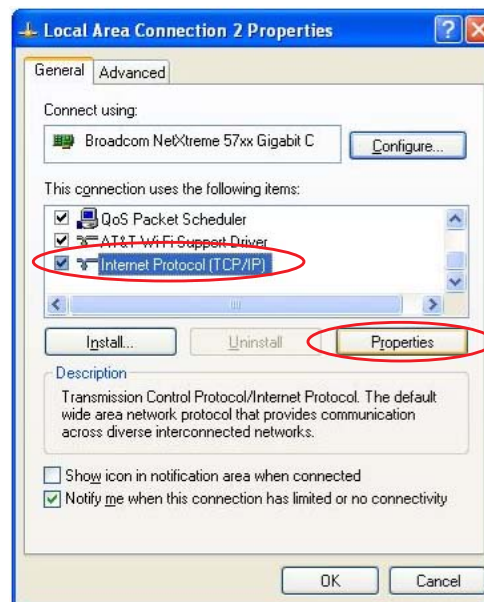 Local Area Connection 2 Properties
General Advanced
Connect using:
Broadcom NetXtreme 57xx Gigabit C Configure...
This connection uses the following items:
QoS Packet Scheduler
AT&T Wi-Fi Support Driver
Internet Protocol (TCP/IP)
Install... Uninstall Properties
Description
Transmission Control Protocol/Internet Protocol. The default
wide area network protocol that provides communication
across diverse interconnected networks.
Show icon in notification area when connected
Notify me when this connection has limited or no connectivity
OK Cancel